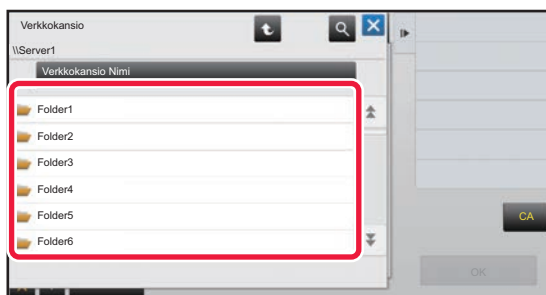 Verkkokansio
\\Server1
Verkkokansio Nimi
Folder1
Folder2
Folder3
Folder4
Folder5
Folder6
CA
OK